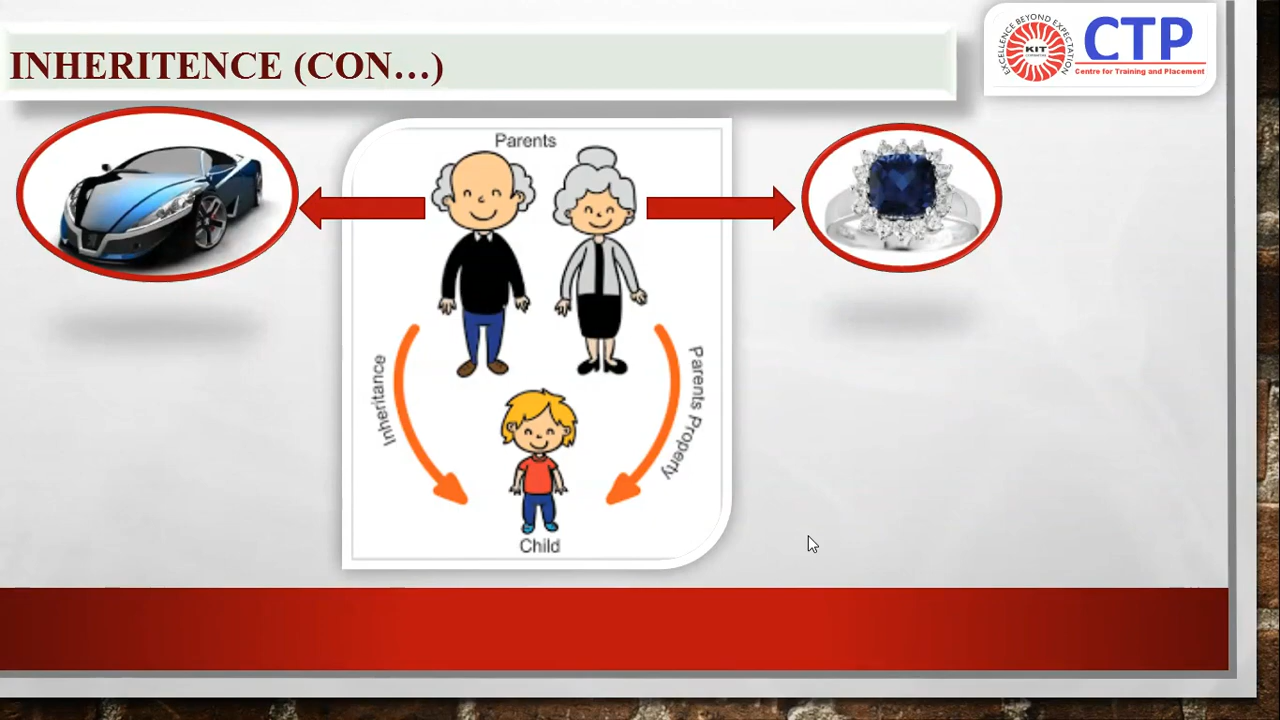 INHERITENCE (CON...)
EXCELLENCE BEYOND EXPECTATION
KIT
CTP
Centre for Training and Placement
Parents
Inheritance
Parents Property
Child